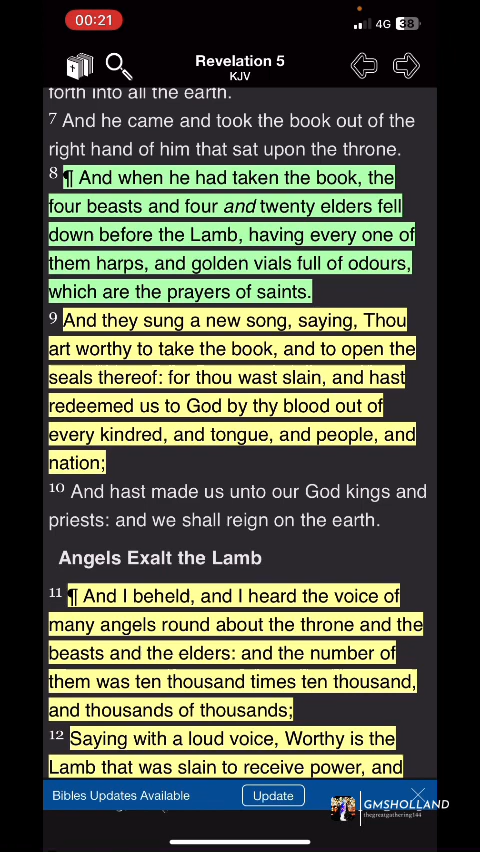 00:21
4G 38
Revelation 5
KJV
forth into all the earth.
7 And he came and took the book out of the
right hand of him that sat upon the throne.
8 ¶ And when he had taken the book, the
four beasts and four and twenty elders fell
down before the Lamb, having every one of
them harps, and golden vials full of odours,
which are the prayers of saints.
9 And they sung a new song, saying, Thou
art worthy to take the book, and to open the
seals thereof: for thou wast slain, and hast
redeemed us to God by thy blood out of
every kindred, and tongue, and people, and
nation;
10 And hast made us unto our God kings and
priests: and we shall reign on the earth.
Angels Exalt the Lamb
11 ¶ And I beheld, and I heard the voice of
many angels round about the throne and the
beasts and the elders: and the number of
them was ten thousand times ten thousand,
and thousands of thousands;
12 Saying with a loud voice, Worthy is the
Lamb that was slain to receive power, and
Bibles Updates Available
Update
GMSHOLLAND
thegreatgathering144